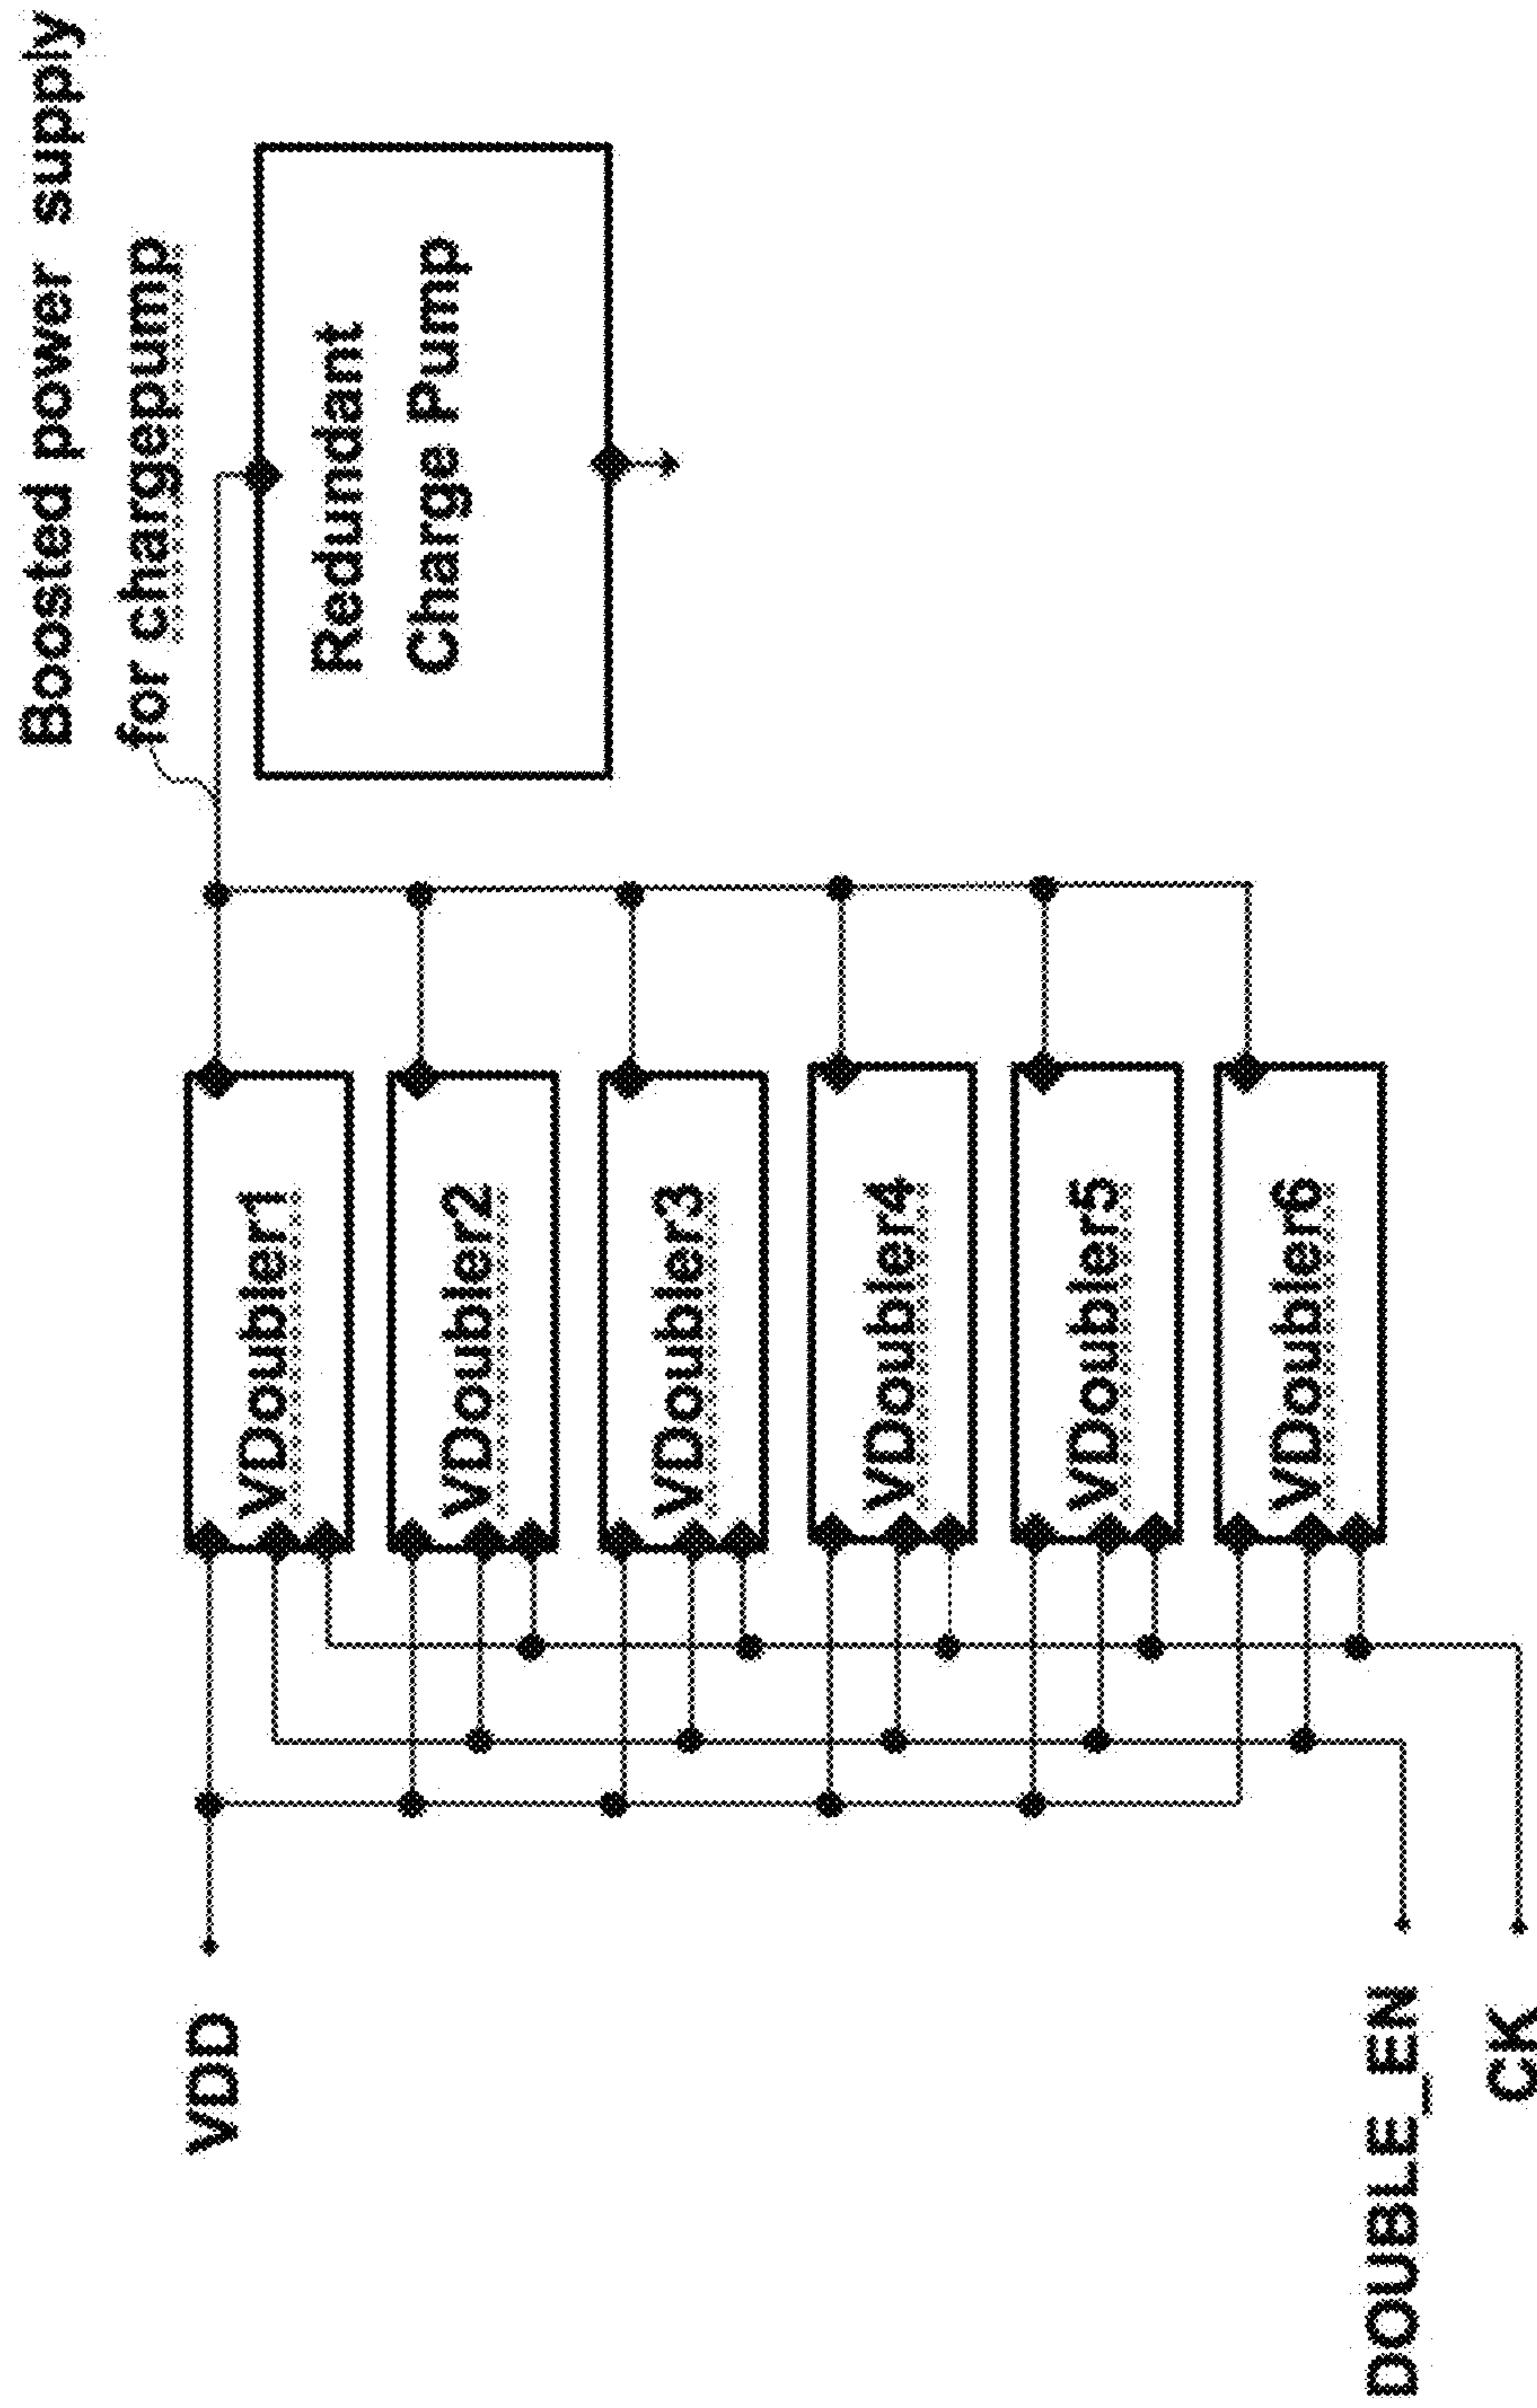 Boosted power supply
for chargepump
Redundant
Charge Pump
VDoubler1
VDoubler2
VDoubler3
VDoubler4
VDoubler5
VDoubler6
VDD
DOUBLE_EN
CK